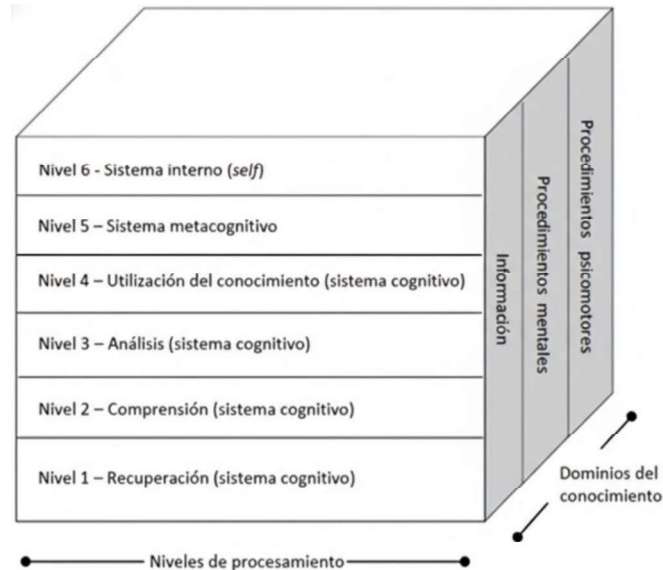 Nivel 6 - Sistema interno (self)
Nivel 5 – Sistema metacognitivo
Nivel 4 – Utilización del conocimiento (sistema cognitivo)
Nivel 3 – Análisis (sistema cognitivo)
Nivel 2 – Comprensión (sistema cognitivo)
Nivel 1 – Recuperación (sistema cognitivo)
Información
Procedimientos mentales
Procedimientos psicomotores
Dominios del
conocimiento
Niveles de procesamiento